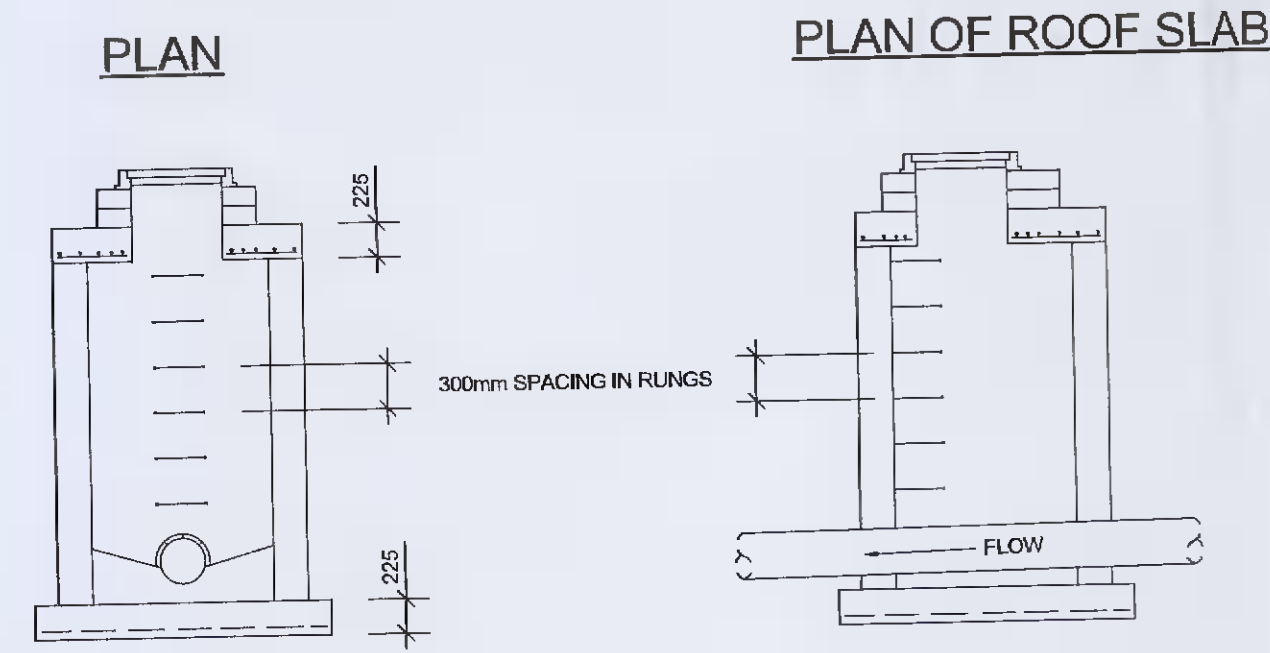 PLAN
PLAN OF ROOF SLAB
225
300mm SPACING IN RUNGS
FLOW
225